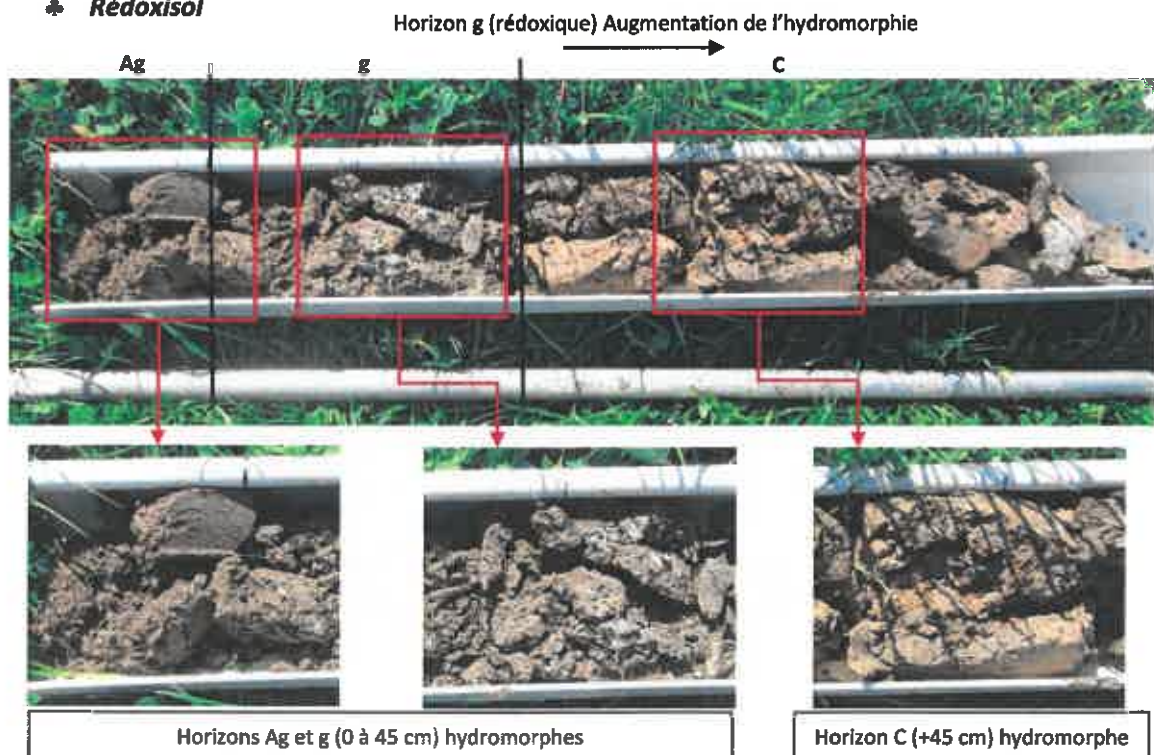 ♣ Rédoxisol
Horizon g (rédoxique) Augmentation de l'hydromorphie
Ag g C
Horizons Ag et g (0 à 45 cm) hydromorphes
Horizon C (+45 cm) hydromorphe